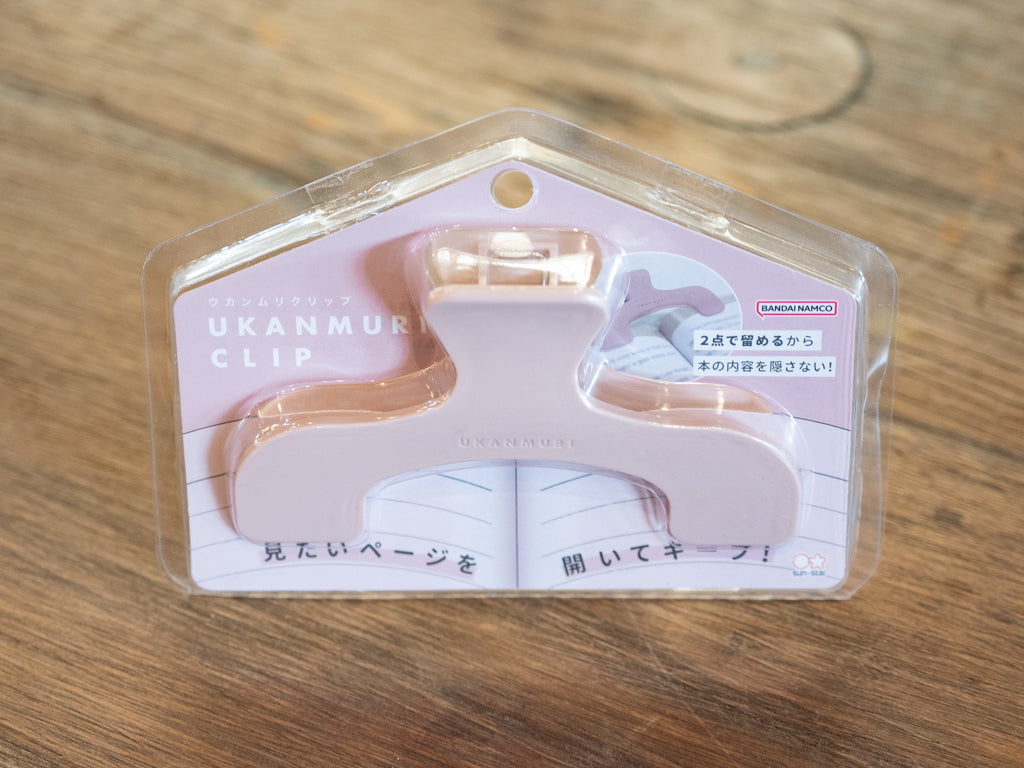 ウカンムリクリップ
UKANMURI
CLIP
BANDAI NAMCO
2点で留めるから
本の内容を隠さない!
UKANMURI
見たいページを
開いてキープ!
sun-star